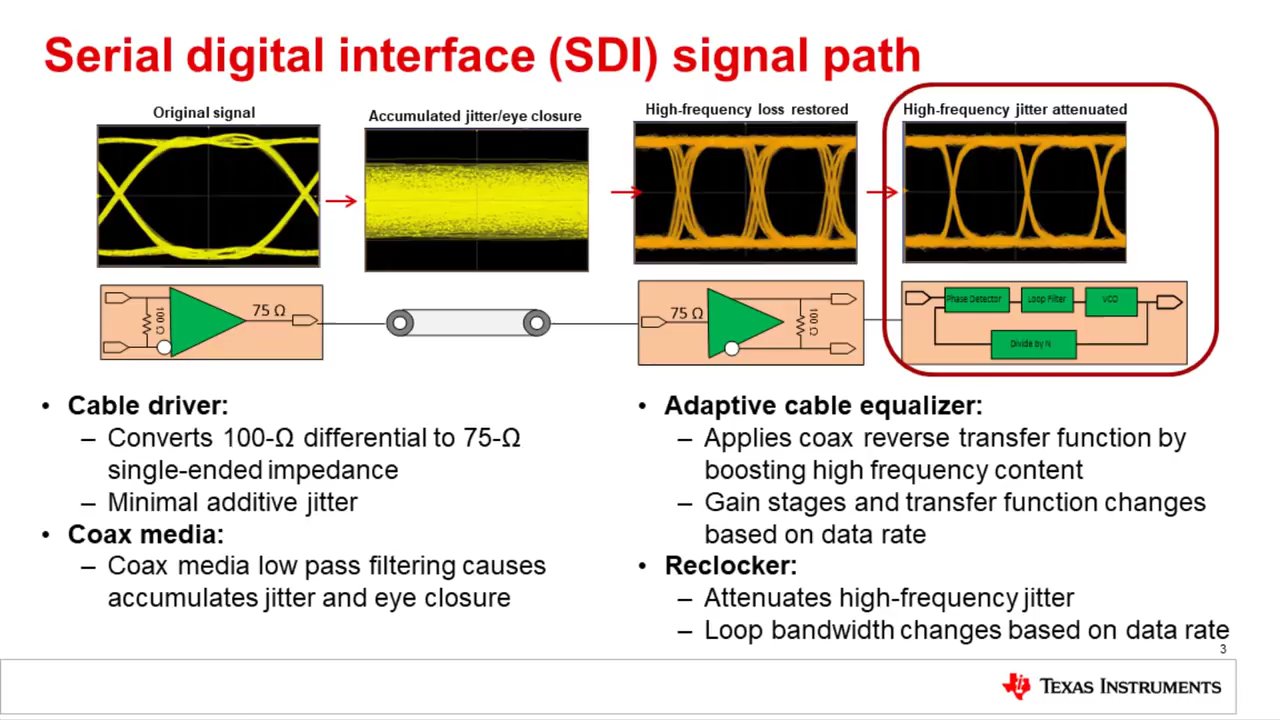 Serial digital interface (SDI) signal path
Original signal
Accumulated jitter/eye closure
High-frequency loss restored
High-frequency jitter attenuated
100 Ω
75 Ω
75 Ω
100 Ω
Phase Detector
Loop Filter
VCO
Divide by N
• Cable driver:
– Converts 100-Ω differential to 75-Ω
single-ended impedance
– Minimal additive jitter
• Coax media:
– Coax media low pass filtering causes
accumulates jitter and eye closure
• Adaptive cable equalizer:
– Applies coax reverse transfer function by
boosting high frequency content
– Gain stages and transfer function changes
based on data rate
• Reclocker:
– Attenuates high-frequency jitter
– Loop bandwidth changes based on data rate
3
TEXAS INSTRUMENTS